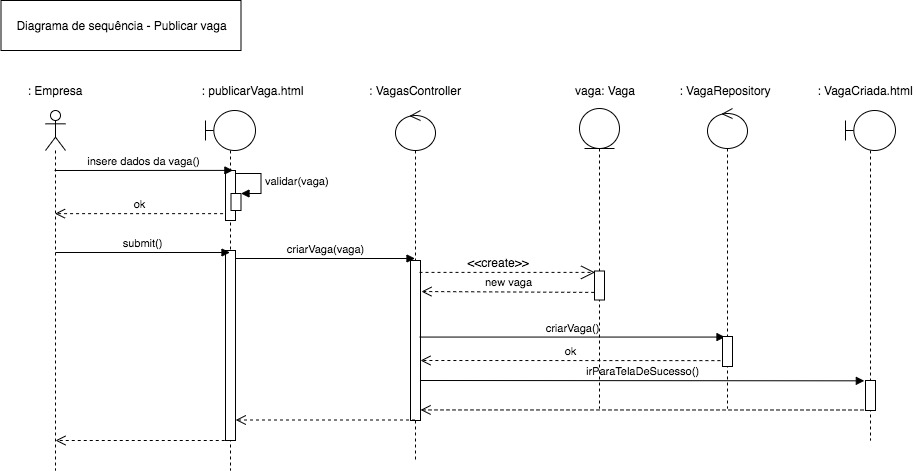 Diagrama de sequência - Publicar vaga
: Empresa
: publicarVaga.html
: VagasController
vaga: Vaga
: VagaRepository
: VagaCriada.html
insere dados da vaga()
validar(vaga)
ok
submit()
criarVaga(vaga)
<<create>>
new vaga
criarVaga()
ok
irParaTelaDeSucesso()